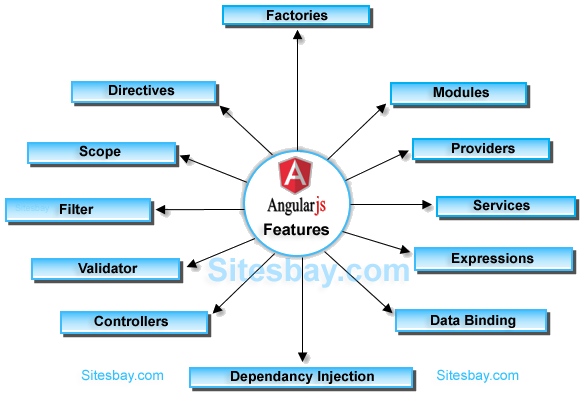 Factories
Directives
Modules
Scope
Providers
A
Angularjs
Features
Filter
Services
Validator
Expressions
Sitesbay.com
Controllers
Data Binding
Sitesbay.com
Dependancy Injection
Sitesbay.com